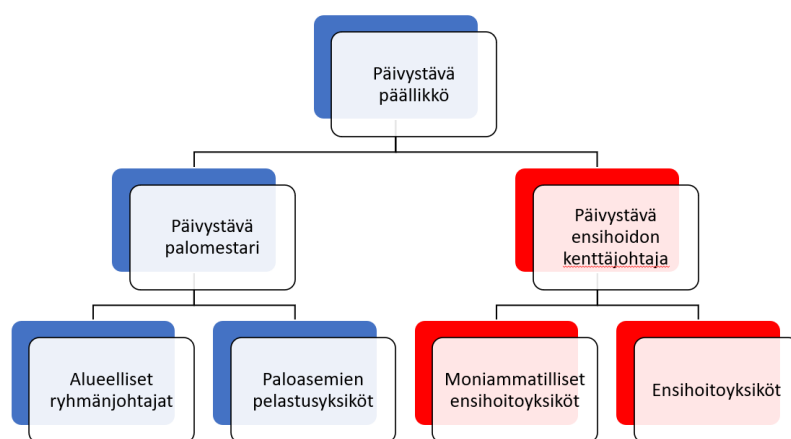 Päivystävä
päällikkö
Päivystävä
palomestari
Päivystävä
ensihoidon
kenttäjohtaja
Alueelliset
ryhmänjohtajat
Paloasemien
pelastusyksiköt
Moniammatilliset
ensihoitoyksiköt
Ensihoitoyksiköt